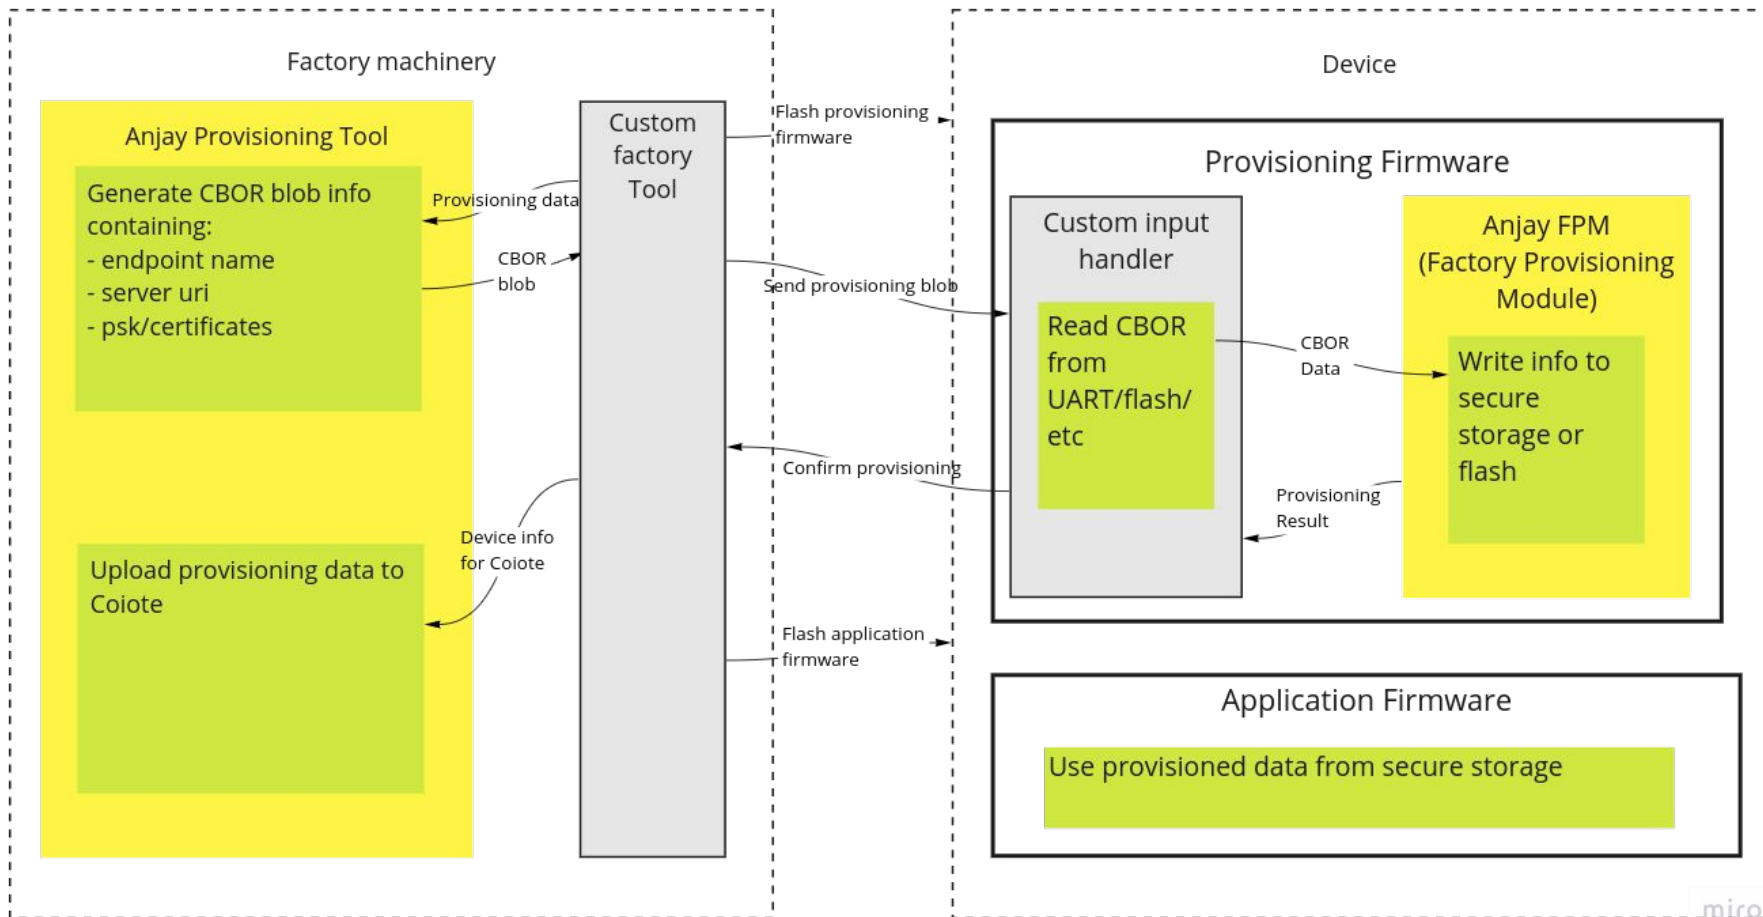 Factory machinery
Anjay Provisioning Tool
Generate CBOR blob info
containing:
- endpoint name
- server uri
- psk/certificates
Upload provisioning data to
Coiote
Provisioning data
CBOR
blob
Device info
for Coiote
Custom
factory
Tool
Flash provisioning
firmware
Send provisioning blob
Confirm provisioning
Flash application
firmware
Device
Provisioning Firmware
Custom input
handler
Read CBOR
from
UART/flash/
etc
CBOR
Data
Provisioning
Result
Anjay FPM
(Factory Provisioning
Module)
Write info to
secure
storage or
flash
Application Firmware
Use provisioned data from secure storage
miro